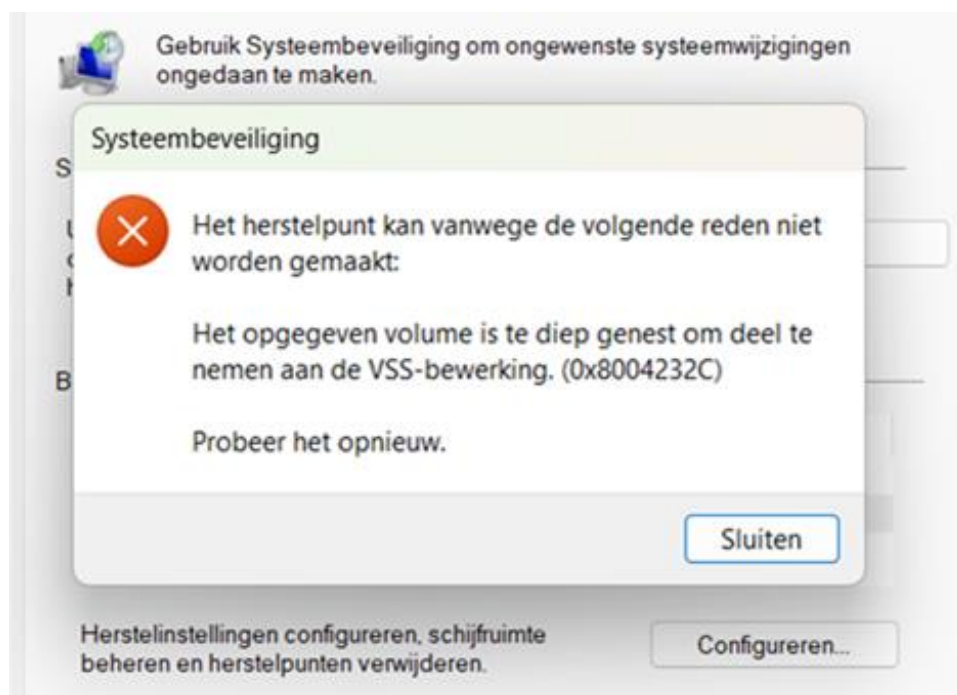 Gebruik Systeembeveiliging om ongewenste systeemwijzigingen
ongedaan te maken.
Systeembeveiliging
Het herstelpunt kan vanwege de volgende reden niet
worden gemaakt:
Het opgegeven volume is te diep genest om deel te
nemen aan de VSS-bewerking. (0x8004232C)
Probeer het opnieuw.
Sluiten
Herstelinstellingen configureren, schijfruimte
beheren en herstelpunten verwijderen.
Configureren...